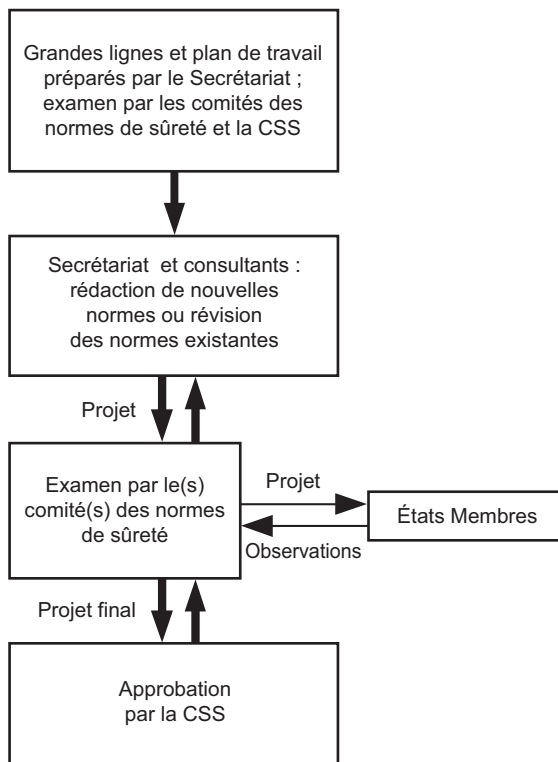 Grandes lignes et plan de travail
préparés par le Secrétariat ;
examen par les comités des
normes de sûreté et la CSS
Secrétariat et consultants :
rédaction de nouvelles
normes ou révision
des normes existantes
Projet
Examen par le(s)
comité(s) des normes
de sûreté
Projet
États Membres
Observations
Projet final
Approbation
par la CSS